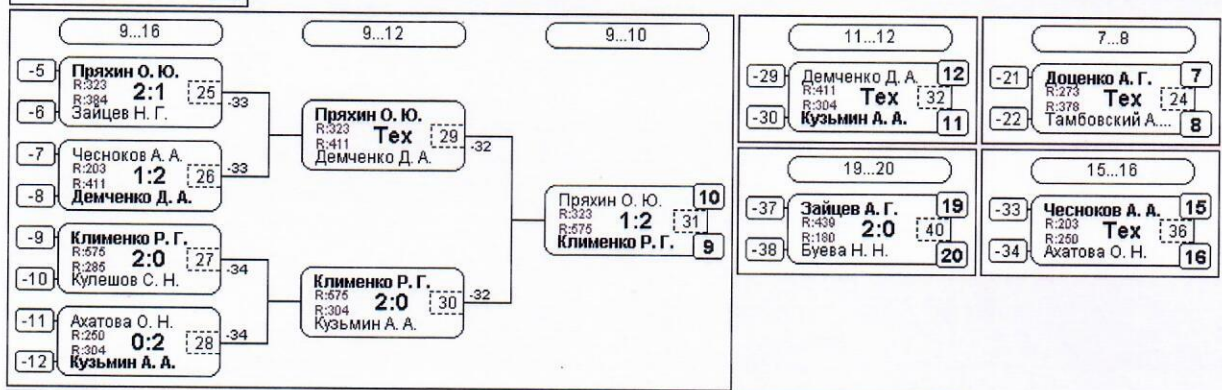 9...16
9...12
9...10
11...12
7...8
-5
Пряхин О. Ю.
R:323
2:1
25
R:384
-6
Зайцев Н. Г.
-33
-7
Чесноков А. А.
R:203
1:2
26
R:411
-8
Демченко Д. А.
-33
-9
Клименко Р. Г.
R:575
2:0
27
R:285
-10
Кулешов С. Н.
-34
-11
Ахатова О. Н.
R:250
0:2
28
R:304
-12
Кузьмин А. А.
-34
Пряхин О. Ю.
R:323
Тех
29
R:411
Демченко Д. А.
-32
Клименко Р. Г.
R:575
2:0
30
R:304
Кузьмин А. А.
-32
Пряхин О. Ю.
10
R:323
1:2
31
R:575
Клименко Р. Г.
9
-29
Демченко Д. А.
12
R:411
Тех
32
R:304
-30
Кузьмин А. А.
11
-21
Доценко А. Г.
7
R:273
Тех
24
R:378
-22
Тамбовский А....
8
19...20
-37
Зайцев А. Г.
19
R:439
2:0
40
R:180
-38
Буева Н. Н.
20
15...16
-33
Чесноков А. А.
15
R:203
Тех
36
R:250
-34
Ахатова О. Н.
16